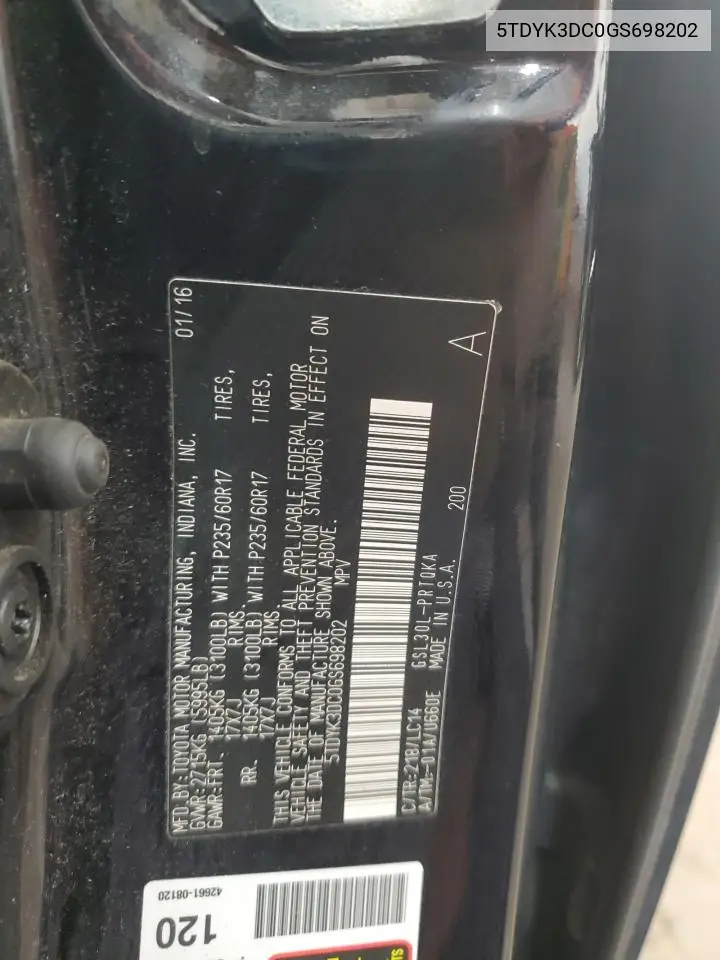 5TDYK3DC0GS698202
MFD BY:TOYOTA MOTOR MANUFACTURING, INDIANA, INC. 01/16
GVWR:2715KG (5995LB)
GAWR:FRT. 1405KG (3100LB) WITH P235/60R17 TIRES,
17X7J RIMS.
RR. 1405KG (3100LB) WITH P235/60R17 TIRES,
17X7J RIMS.
THIS VEHICLE CONFORMS TO ALL APPLICABLE FEDERAL MOTOR
VEHICLE SAFETY AND THEFT PREVENTION STANDARDS IN EFFECT ON
THE DATE OF MANUFACTURE SHOWN ABOVE.
5TDYK3DC0GS698202 MPV
C/TR:218/LC14 GSL30L-PRTQKA
A/TM:-01A/U660E MADE IN U.S.A. 200
A
42661-08120
120